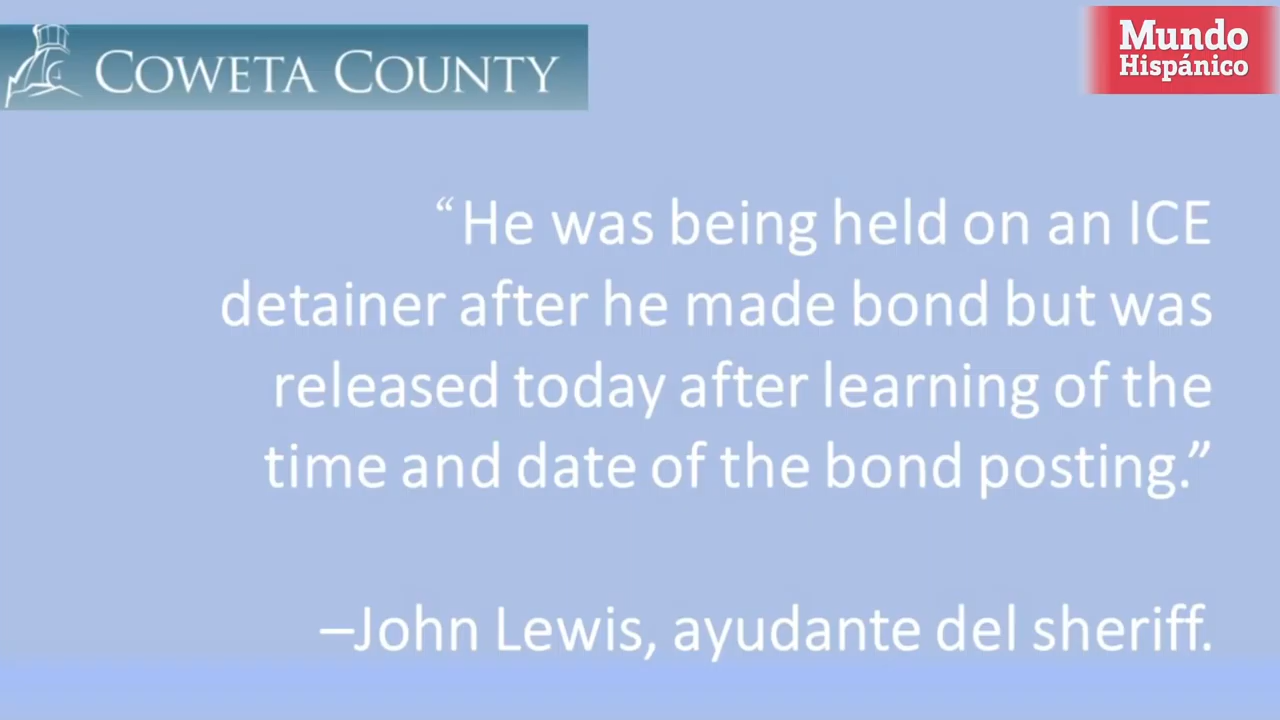 COWETA COUNTY
Mundo
Hispánico
“He was being held on an ICE
detainer after he made bond but was
released today after learning of the
time and date of the bond posting.”
–John Lewis, ayudante del sheriff.